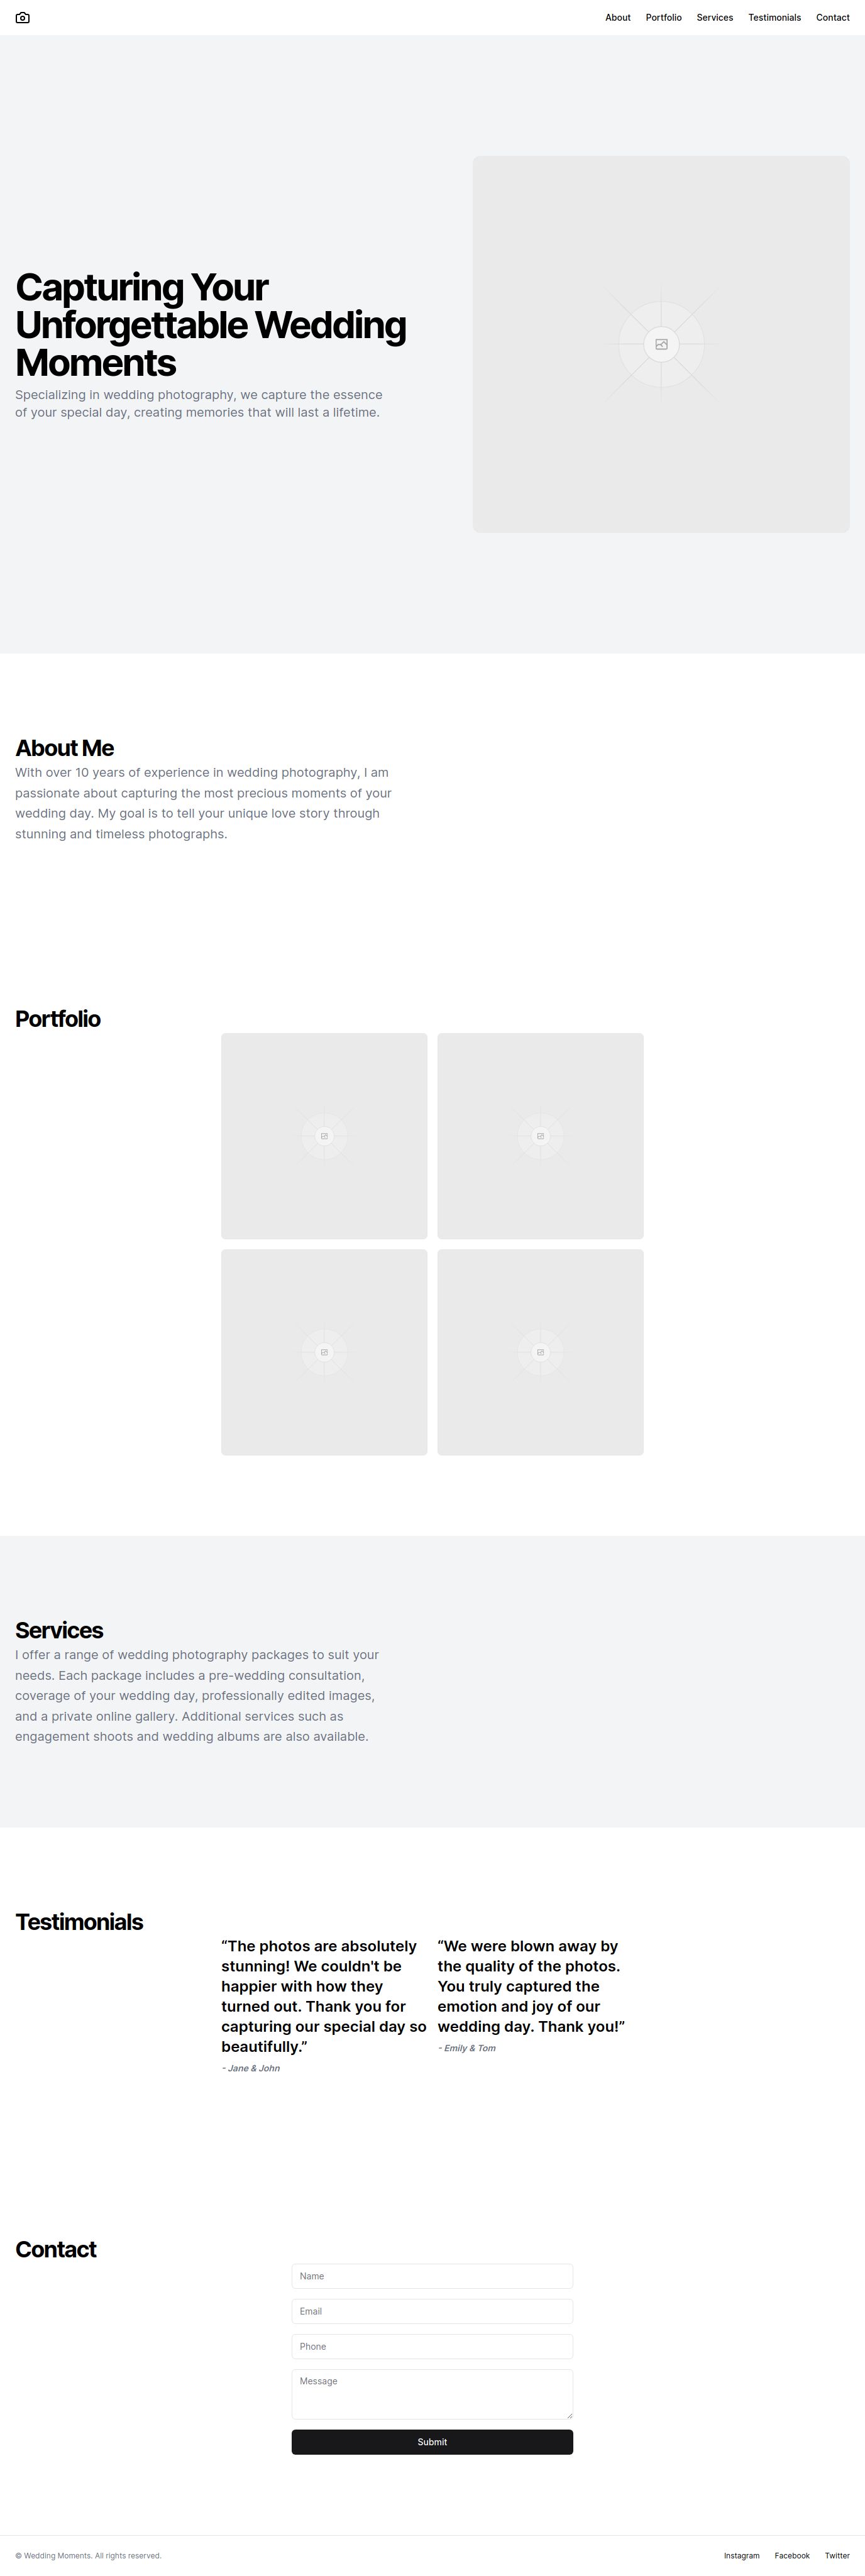 About Portfolio Services Testimonials Contact
Capturing Your
Unforgettable Wedding
Moments
Specializing in wedding photography, we capture the essence
of your special day, creating memories that will last a lifetime.
About Me
With over 10 years of experience in wedding photography, I am
passionate about capturing the most precious moments of your
wedding day. My goal is to tell your unique love story through
stunning and timeless photographs.
Portfolio
Services
I offer a range of wedding photography packages to suit your
needs. Each package includes a pre-wedding consultation,
coverage of your wedding day, professionally edited images,
and a private online gallery. Additional services such as
engagement shoots and wedding albums are also available.
Testimonials
“The photos are absolutely
stunning! We couldn't be
happier with how they
turned out. Thank you for
capturing our special day so
beautifully.”
- Jane & John
“We were blown away by
the quality of the photos.
You truly captured the
emotion and joy of our
wedding day. Thank you!”
- Emily & Tom
Contact
Name
Email
Phone
Message
Submit
© Wedding Moments. All rights reserved.
Instagram Facebook Twitter